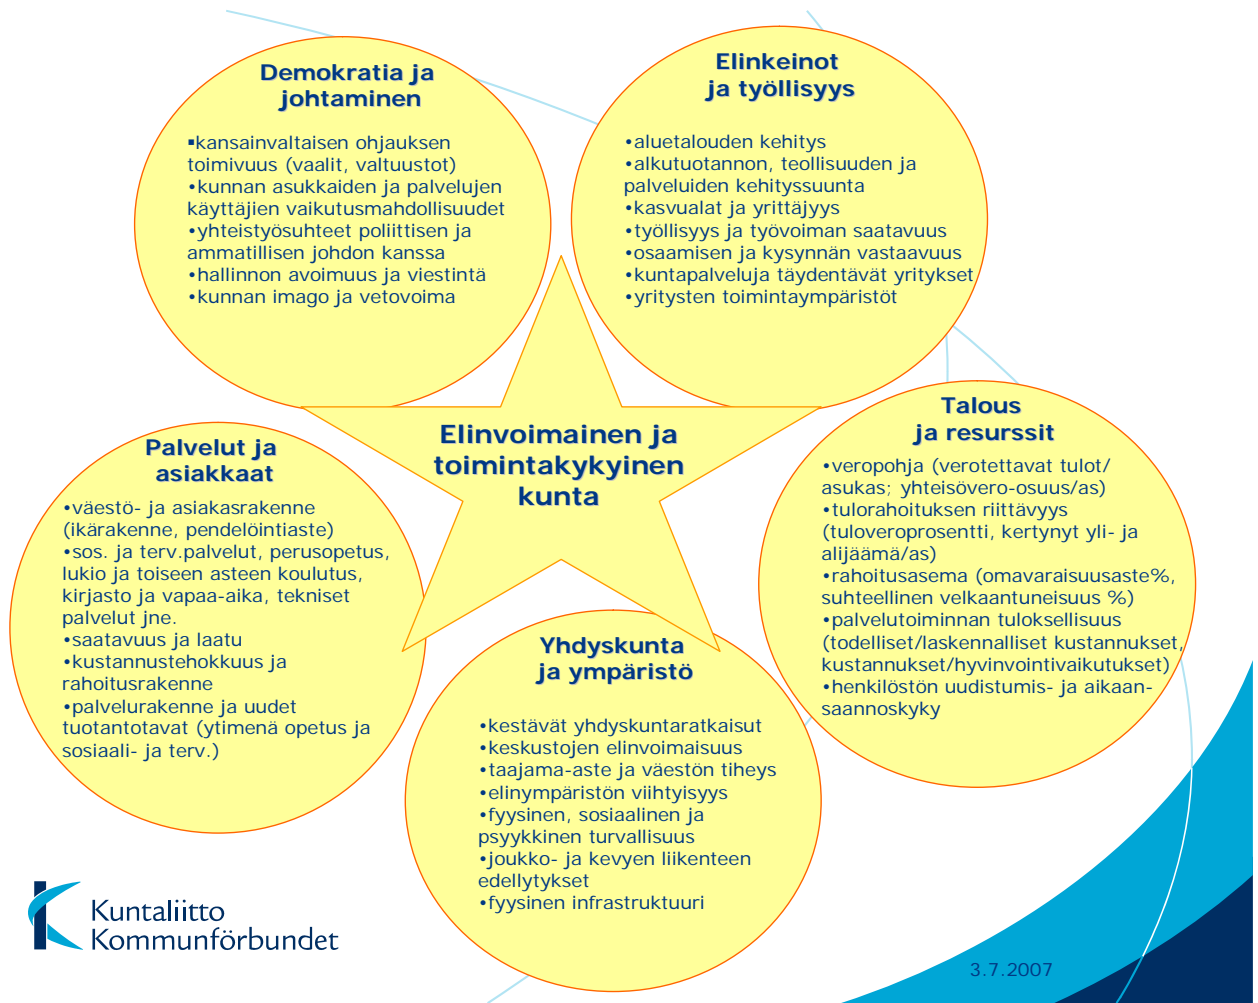 Demokratia ja
johtaminen
▪kansainvaltaisen ohjauksen
toimivuus (vaalit, valtuustot)
•kunnan asukkaiden ja palvelujen
käyttäjien vaikutusmahdollisuudet
•yhteistyösuhteet poliittisen ja
ammatillisen johdon kanssa
•hallinnon avoimuus ja viestintä
•kunnan imago ja vetovoima
Elinkeinot
ja työllisyys
•aluetalouden kehitys
•alkutuotannon, teollisuuden ja
palveluiden kehityssuunta
•kasvualat ja yrittäjyys
•työllisyys ja työvoiman saatavuus
•osaamisen ja kysynnän vastaavuus
•kuntapalveluja täydentävät yritykset
•yritysten toimintaympäristöt
Elinvoimainen ja
toimintakykyinen
kunta
Talous
ja resurssit
•veropohja (verotettavat tulot/
asukas; yhteisövero-osuus/as)
•tulorahoituksen riittävyys
(tuloveroprosentti, kertynyt yli- ja
alijäämä/as)
•rahoitusasema (omavaraisuusaste%,
suhteellinen velkaantuneisuus %)
•palvelutoiminnan tuloksellisuus
(todelliset/laskennalliset kustannukset,
kustannukset/hyvinvointivaikutukset)
•henkilöstön uudistumis- ja aikaan-
saannoskyky
Palvelut ja
asiakkaat
•väestö- ja asiakasrakenne
(ikärakenne, pendelöintiaste)
•sos. ja terv.palvelut, perusopetus,
lukio ja toiseen asteen koulutus,
kirjasto ja vapaa-aika, tekniset
palvelut jne.
•saatavuus ja laatu
•kustannustehokkuus ja
rahoitusrakenne
•palvelurakenne ja uudet
tuotantotavat (ytimenä opetus ja
sosiaali- ja terv.)
Yhdyskunta
ja ympäristö
•kestävät yhdyskuntaratkaisut
•keskustojen elinvoimaisuus
•taajama-aste ja väestön tiheys
•elinympäristön viihtyisyys
•fyysinen, sosiaalinen ja
psyykkinen turvallisuus
•joukko- ja kevyen liikenteen
edellytykset
•fyysinen infrastruktuuri
Kuntaliitto
Kommunförbundet
3.7.2007